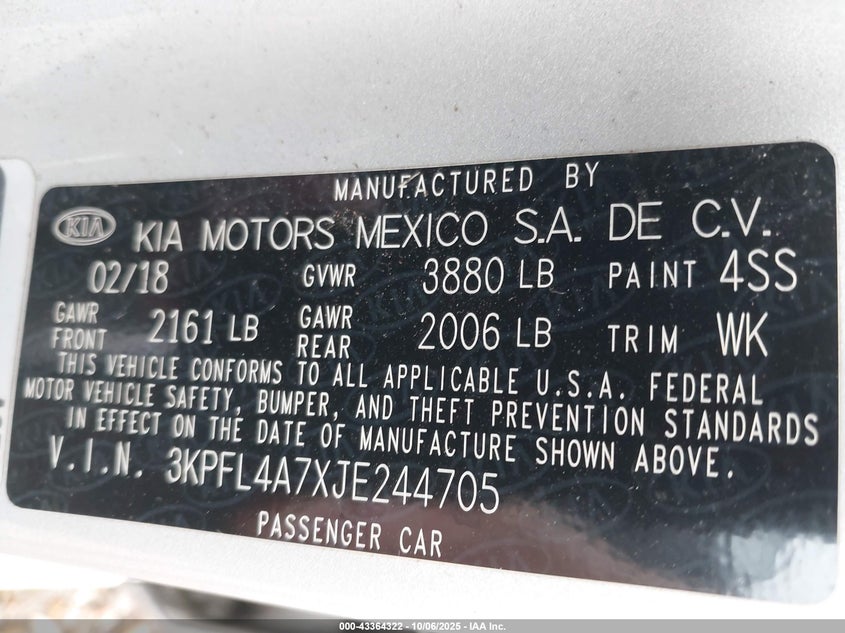 MANUFACTURED BY
KIA KIA MOTORS MEXICO S.A. DE C.V.
02/18 GVWR 3880 LB PAINT 4SS
GAWR FRONT 2161 LB GAWR REAR 2006 LB TRIM WK
THIS VEHICLE CONFORMS TO ALL APPLICABLE U.S.A. FEDERAL
MOTOR VEHICLE SAFETY, BUMPER, AND THEFT PREVENTION STANDARDS
IN EFFECT ON THE DATE OF MANUFACTURE SHOWN ABOVE.
V.I.N. 3KPFL4A7XJE244705
PASSENGER CAR
000-43364322 - 10/06/2025 - IAA Inc.